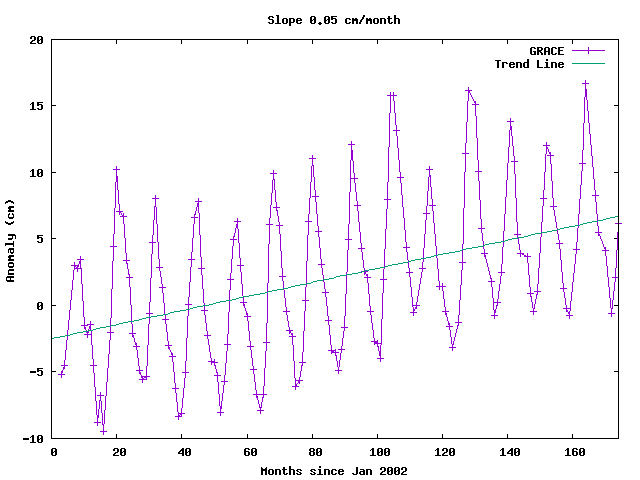 Slope 0.05 cm/month
GRACE
Trend Line
20
15
10
5
0
-5
-10
Anomaly (cm)
0 20 40 60 80 100 120 140 160
Months since Jan 2002